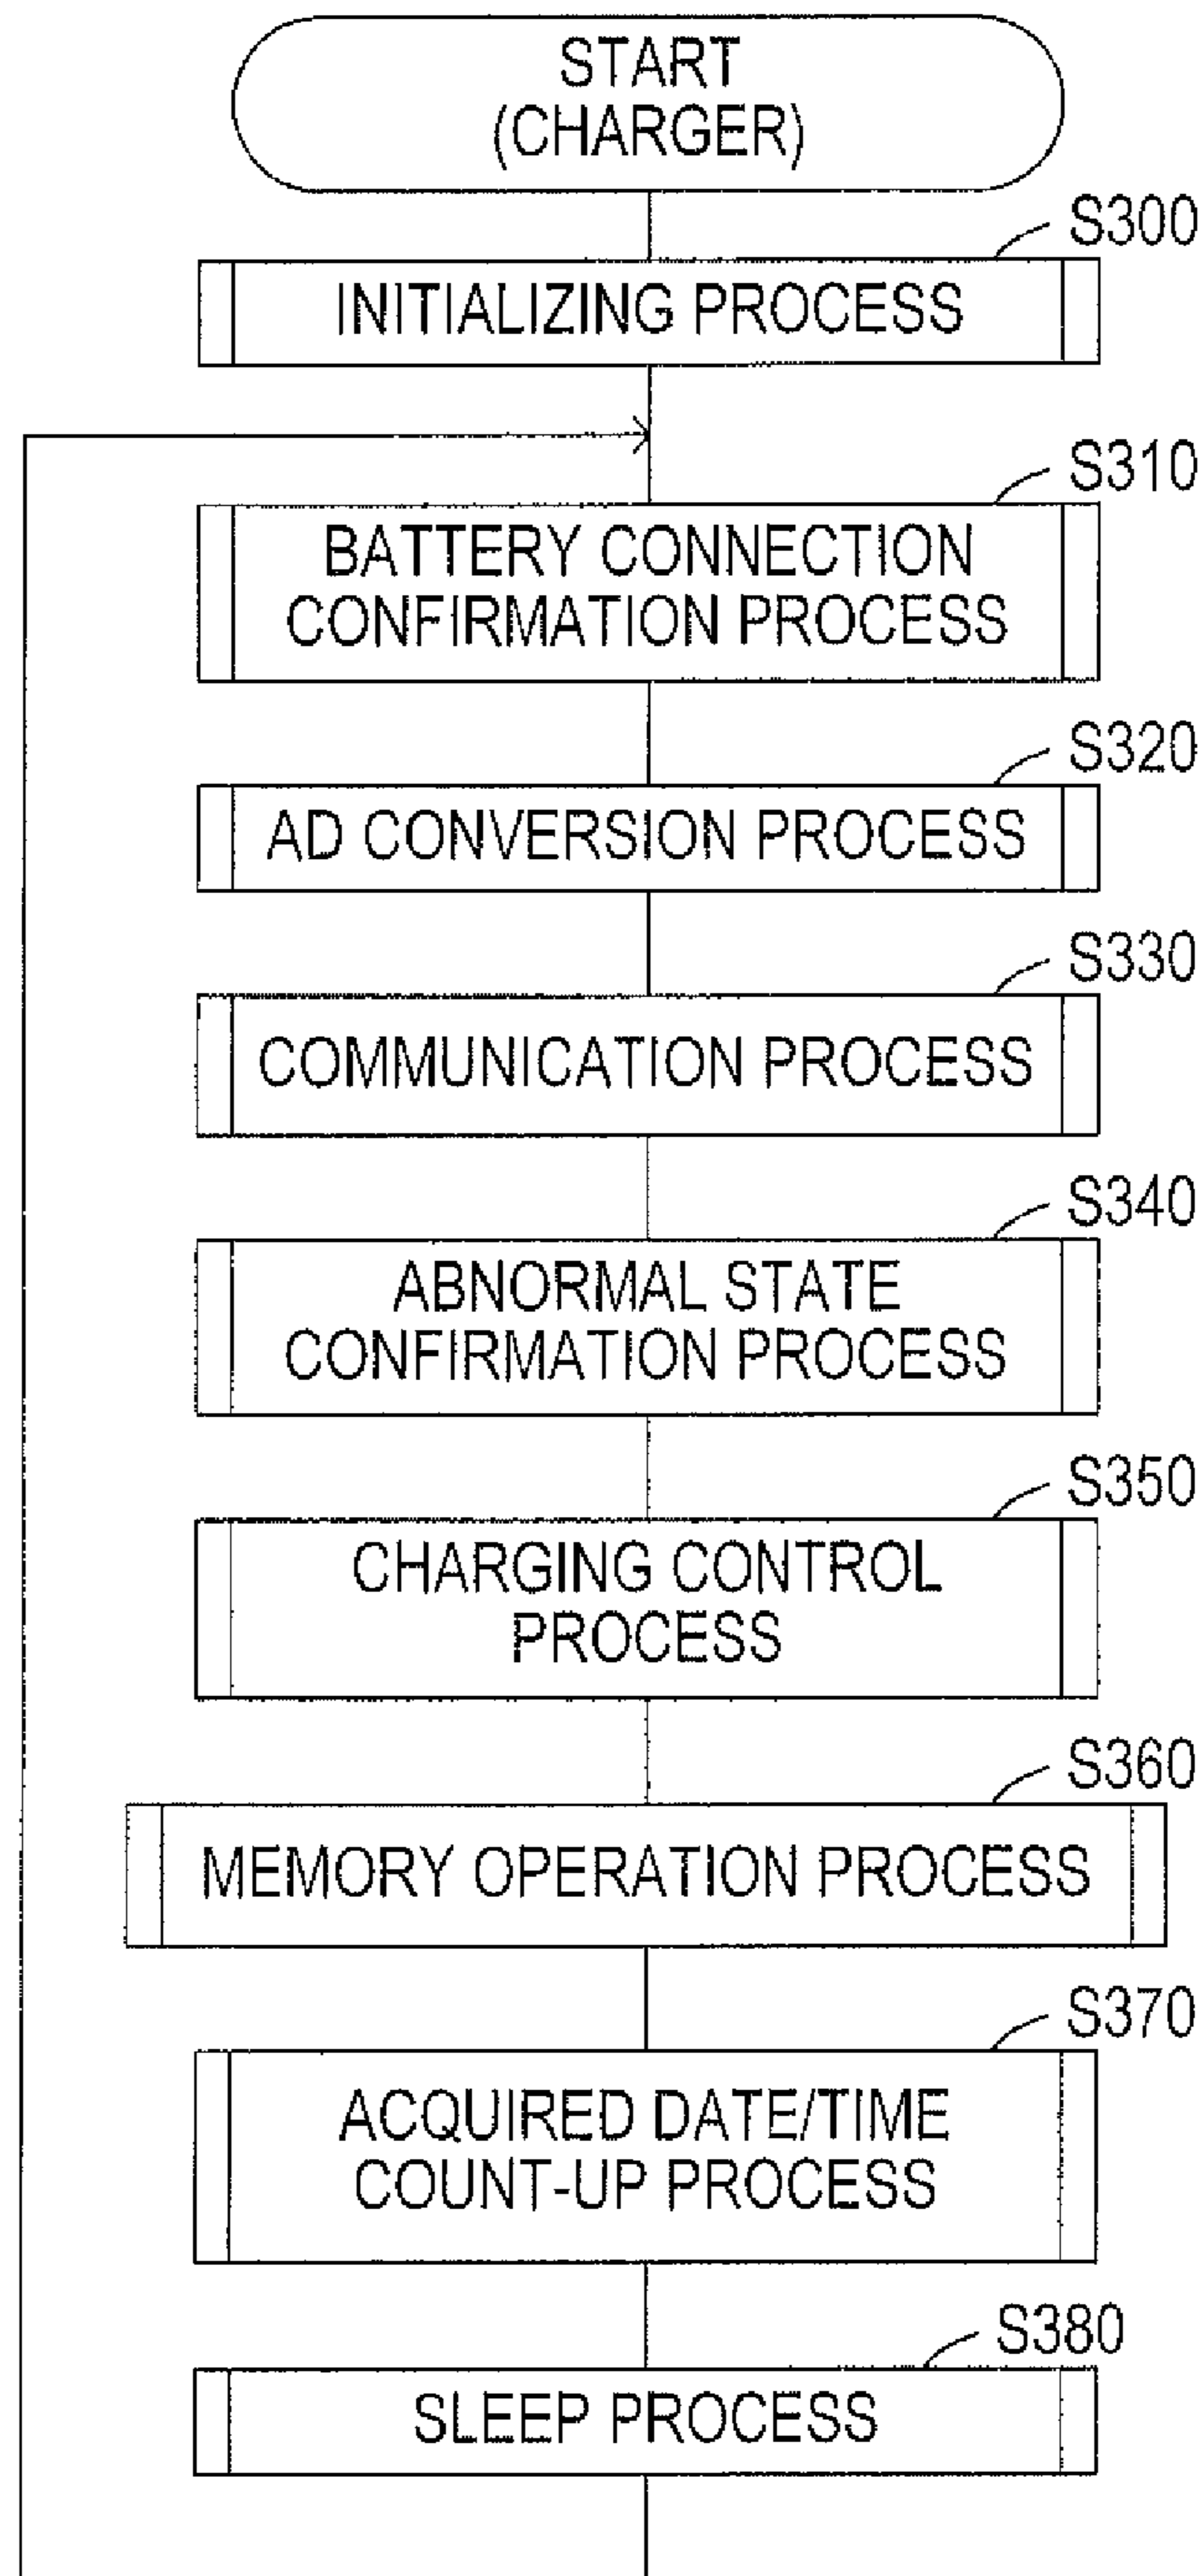 START
(CHARGER)
S300
INITIALIZING PROCESS
S310
BATTERY CONNECTION
CONFIRMATION PROCESS
S320
AD CONVERSION PROCESS
S330
COMMUNICATION PROCESS
S340
ABNORMAL STATE
CONFIRMATION PROCESS
S350
CHARGING CONTROL
PROCESS
S360
MEMORY OPERATION PROCESS
S370
ACQUIRED DATE/TIME
COUNT-UP PROCESS
S380
SLEEP PROCESS